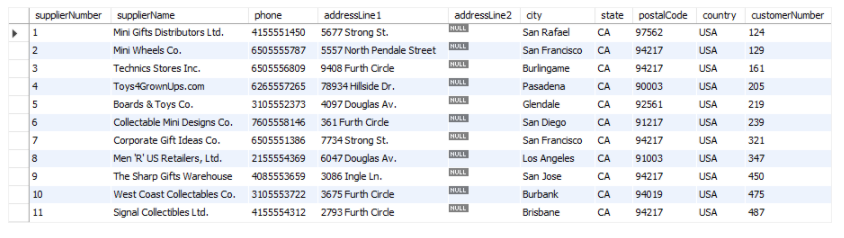 supplierNumber supplierName phone addressLine1 addressLine2 city state postalCode country customerNumber
1 Mini Gifts Distributors Ltd. 4155551450 5677 Strong St. NULL San Rafael CA 97562 USA 124
2 Mini Wheels Co. 6505555787 5557 North Pendale Street NULL San Francisco CA 94217 USA 129
3 Technics Stores Inc. 6505556809 9408 Furth Circle NULL Burlingame CA 94217 USA 161
4 Toys4GrownUps.com 6265557265 78934 Hillside Dr. NULL Pasadena CA 90003 USA 205
5 Boards & Toys Co. 3105552373 4097 Douglas Av. NULL Glendale CA 92561 USA 219
6 Collectable Mini Designs Co. 7605558146 361 Furth Circle NULL San Diego CA 91217 USA 239
7 Corporate Gift Ideas Co. 6505551386 7734 Strong St. NULL San Francisco CA 94217 USA 321
8 Men 'R' US Retailers, Ltd. 2155554369 6047 Douglas Av. NULL Los Angeles CA 91003 USA 347
9 The Sharp Gifts Warehouse 4085553659 3086 Ingle Ln. NULL San Jose CA 94217 USA 450
10 West Coast Collectables Co. 3105553722 3675 Furth Circle NULL Burbank CA 94019 USA 475
11 Signal Collectibles Ltd. 4155554312 2793 Furth Circle NULL Brisbane CA 94217 USA 487